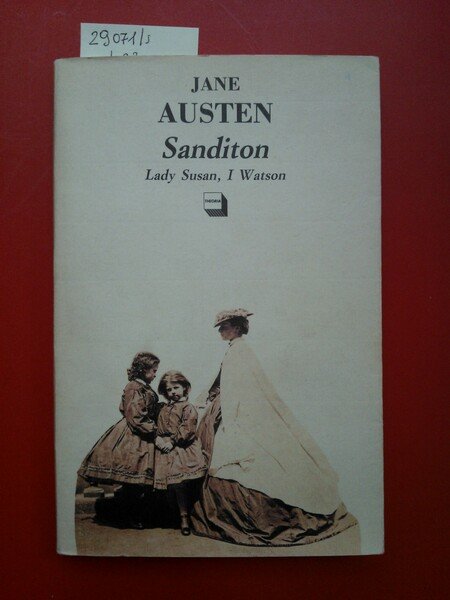 29071/s
JANE
AUSTEN
Sanditon
Lady Susan, I Watson
THEORIA